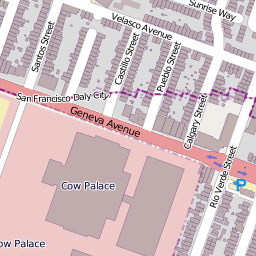 Sunrise Way
Velasco Avenue
Santos Street
Castillo Street
Pueblo Street
San Francisco
Daly City
Geneva Avenue
Calgary Street
Rio Verde Street
Cow Palace
P
Cow Palace